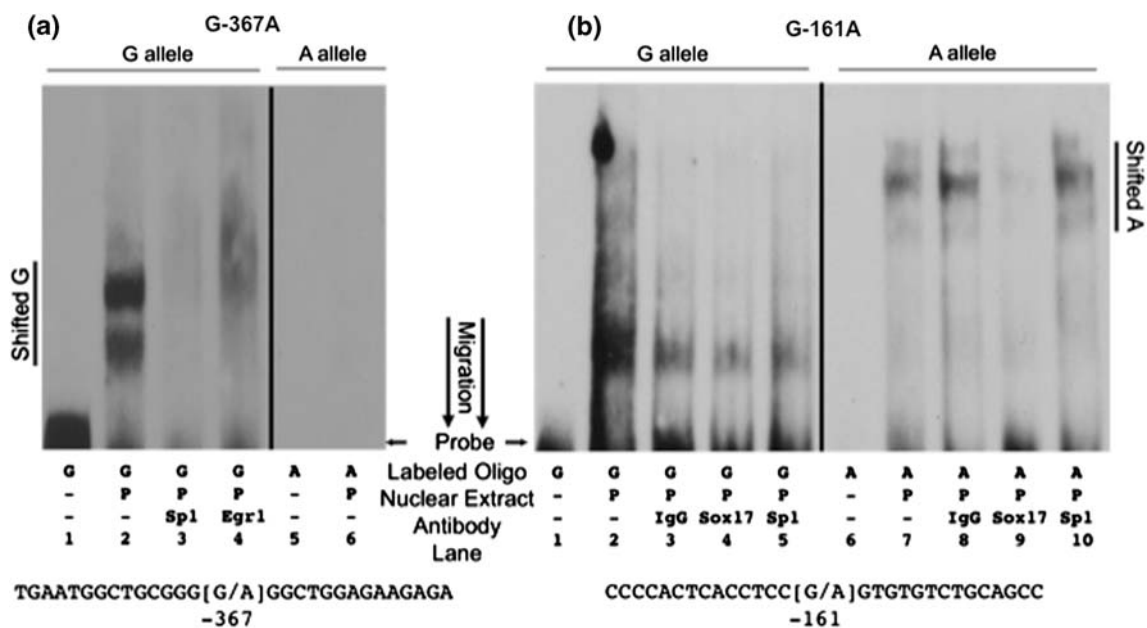 (a) G-367A
G allele A allele
Shifted G
(b) G-161A
G allele A allele
Shifted A
Migration
Probe
Labeled Oligo
Nuclear Extract
Antibody
Lane
G G G G A A
- P P P - P
- - Sp1 Egr1 - -
1 2 3 4 5 6
G G G G G A A A A A
- P P P P - P P P P
- - IgG Sox17 Sp1 - - IgG Sox17 Sp1
1 2 3 4 5 6 7 8 9 10
TGAATGGCTGCGGG[G/A]GGCTGGAGAAGAGA
-367
CCCCACTCACCTCC[G/A]GTGTGTCTGCAGCC
-161